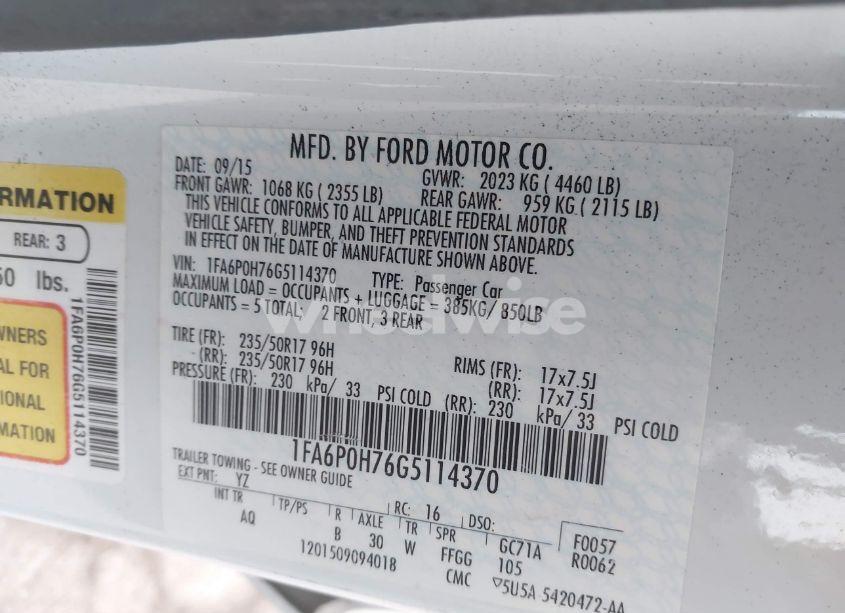 RMATION
REAR: 3
50 lbs.
WNERS
AL FOR
IONAL
RMATION
1FA6P0H76G5114370
MFD. BY FORD MOTOR CO.
DATE: 09/15 GVWR: 2023 KG ( 4460 LB)
FRONT GAWR: 1068 KG ( 2355 LB) REAR GAWR: 959 KG ( 2115 LB)
THIS VEHICLE CONFORMS TO ALL APPLICABLE FEDERAL MOTOR
VEHICLE SAFETY, BUMPER, AND THEFT PREVENTION STANDARDS
IN EFFECT ON THE DATE OF MANUFACTURE SHOWN ABOVE.
VIN: 1FA6P0H76G5114370 TYPE: Passenger Car
MAXIMUM LOAD = OCCUPANTS + LUGGAGE = 385KG/ 850LB
OCCUPANTS = 5 TOTAL; 2 FRONT, 3 REAR
wheelwise
TIRE (FR): 235/50R17 96H RIMS (FR): 17x7.5J
(RR): 235/50R17 96H (RR): 17x7.5J
PRESSURE (FR): 230 kPa/ 33 PSI COLD (RR): 230 kPa/ 33 PSI COLD
1FA6P0H76G5114370
TRAILER TOWING - SEE OWNER GUIDE
EXT PNT: YZ RC: 16 DSO: F0057
INT TR TP/PS R AXLE TR SPR GC71A R0062
AQ B 30 W FFGG 105
1201509094018 CMC ▽5U5A 5420472-AA